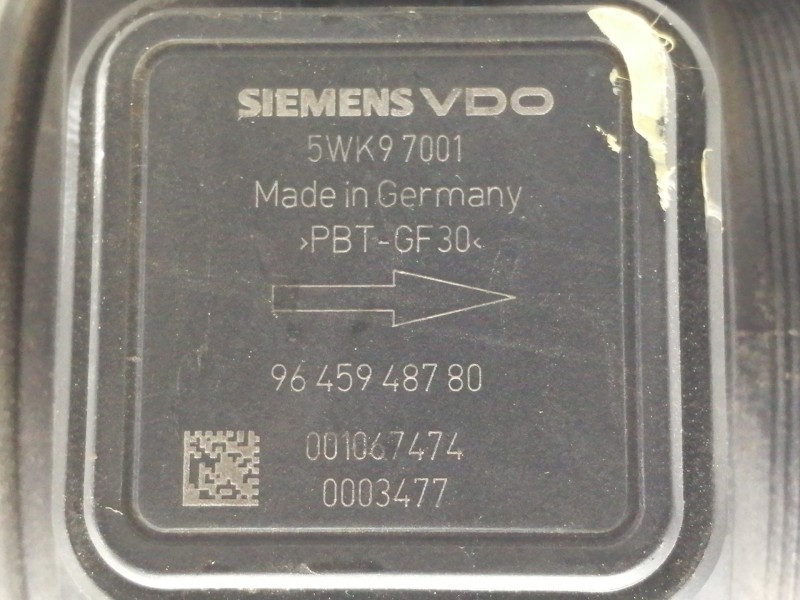 SIEMENS VDO
5WK9 7001
Made in Germany
>PBT-GF30<
96 459 487 80
001067474
0003477